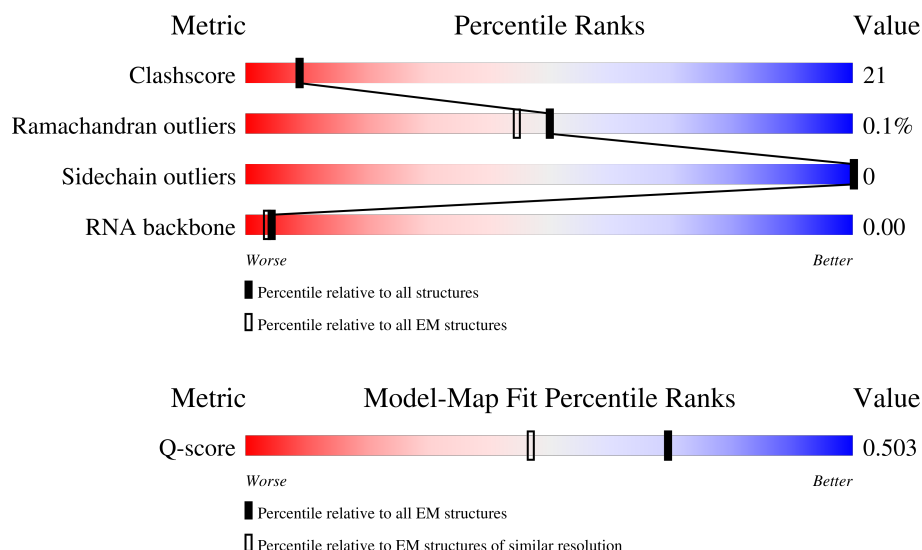 Metric Percentile Ranks Value
Clashscore 21
Ramachandran outliers 0.1%
Sidechain outliers 0
RNA backbone 0.00
Worse Better
Percentile relative to all structures
Percentile relative to all EM structures
Metric Model-Map Fit Percentile Ranks Value
Q-score 0.503
Worse Better
Percentile relative to all EM structures
Percentile relative to EM structures of similar resolution